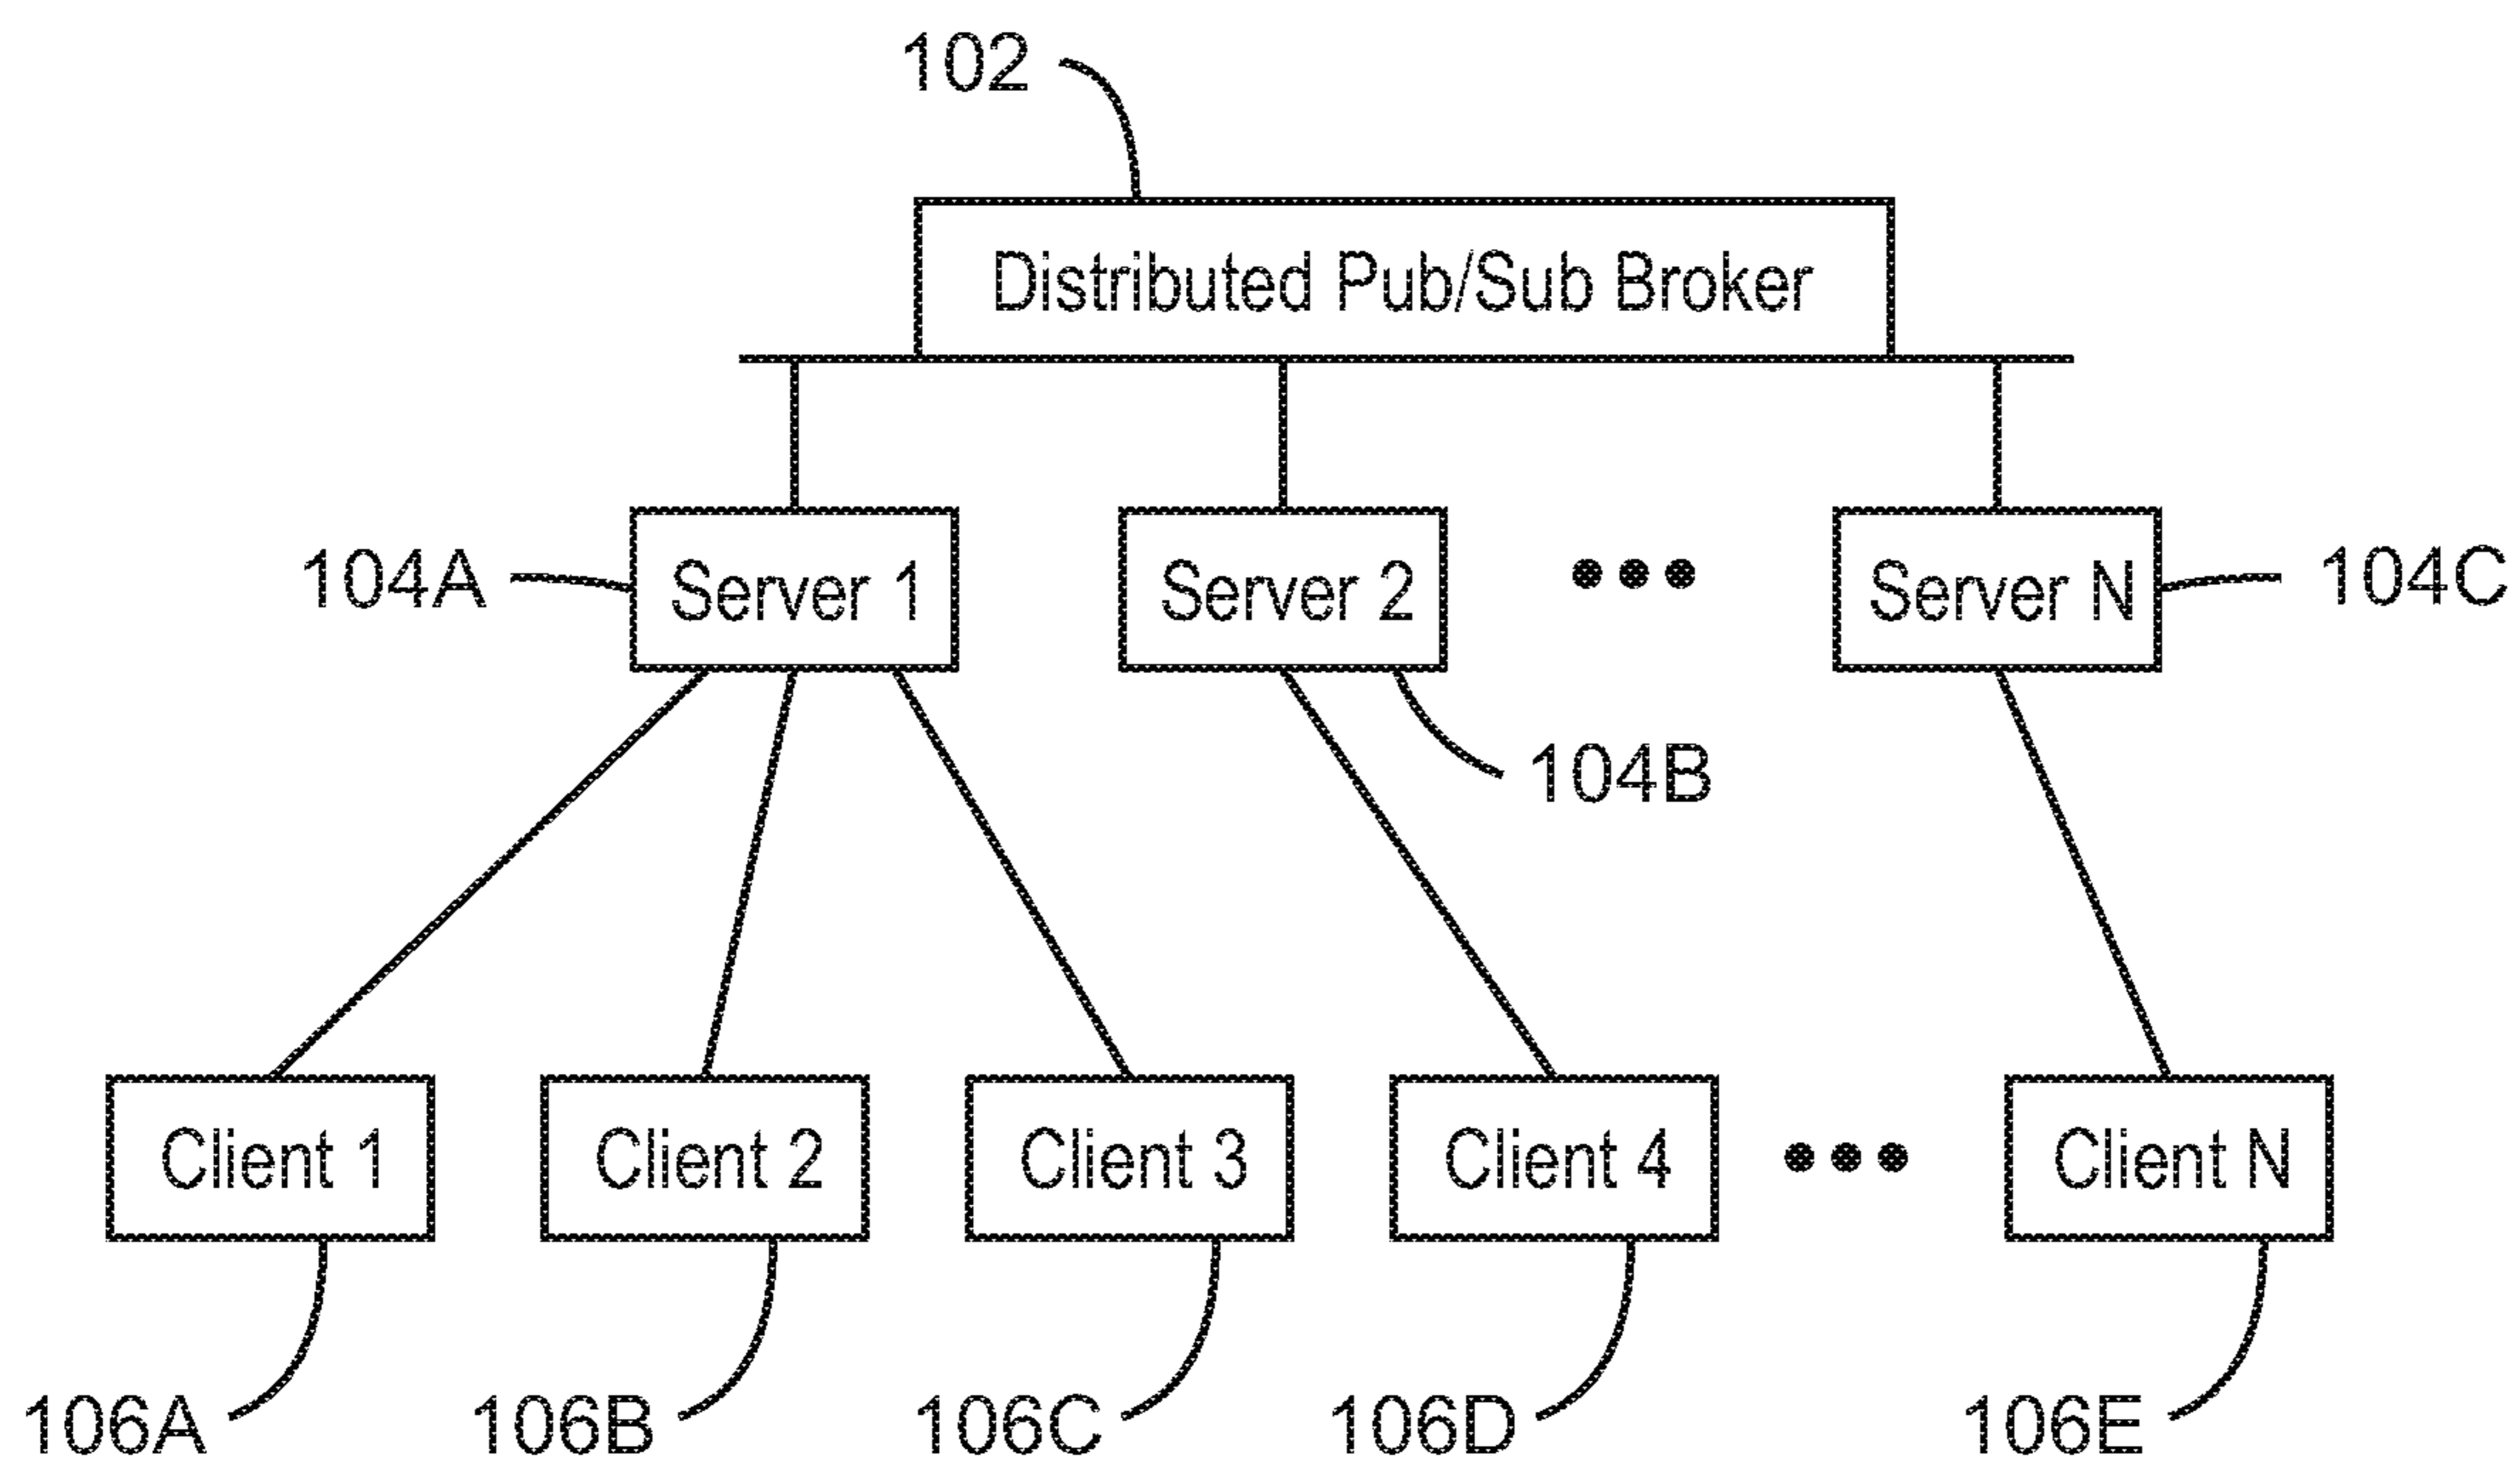 102
Distributed Pub/Sub Broker
104A
Server 1
Server 2
Server N
104C
104B
Client 1
Client 2
Client 3
Client 4
Client N
106A
106B
106C
106D
106E